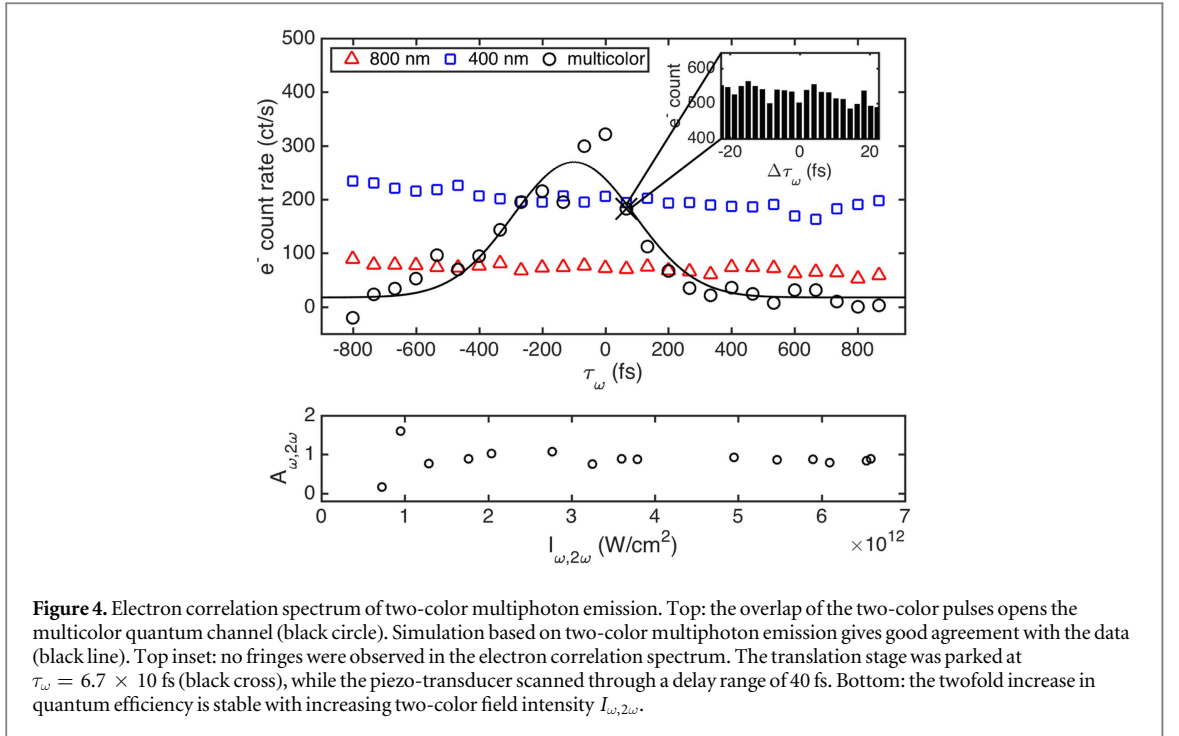 500
400
300
200
100
0
e⁻ count rate (ct/s)
800 nm 400 nm multicolor
600
500
400
e⁻ count
-20 0 20
Δτ_ω (fs)
-800 -600 -400 -200 0 200 400 600 800
τ_ω (fs)
2
1
0
A_ω,2ω
0 1 2 3 4 5 6 7
I_ω,2ω (W/cm²) ×10¹²
Figure 4. Electron correlation spectrum of two-color multiphoton emission. Top: the overlap of the two-color pulses opens the
multicolor quantum channel (black circle). Simulation based on two-color multiphoton emission gives good agreement with the data
(black line). Top inset: no fringes were observed in the electron correlation spectrum. The translation stage was parked at
τ_ω = 6.7 × 10 fs (black cross), while the piezo-transducer scanned through a delay range of 40 fs. Bottom: the twofold increase in
quantum efficiency is stable with increasing two-color field intensity I_ω,2ω.